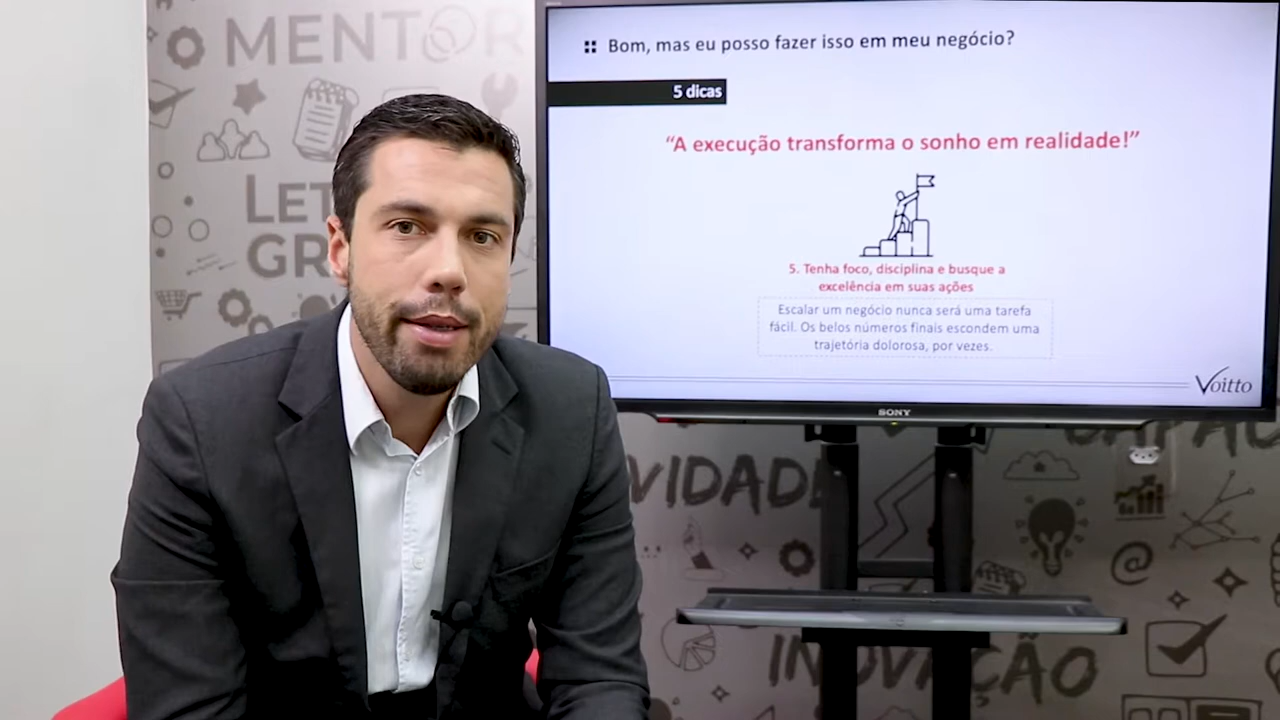 MENTOR
LET
GR
Bom, mas eu posso fazer isso em meu negócio?
5 dicas
“A execução transforma o sonho em realidade!”
5. Tenha foco, disciplina e busque a
excelência em suas ações
Escalar um negócio nunca será uma tarefa
fácil. Os belos números finais escondem uma
trajetória dolorosa, por vezes.
Voitto
SONY
VIDADE
CAPAC
@
INOVAÇÃO